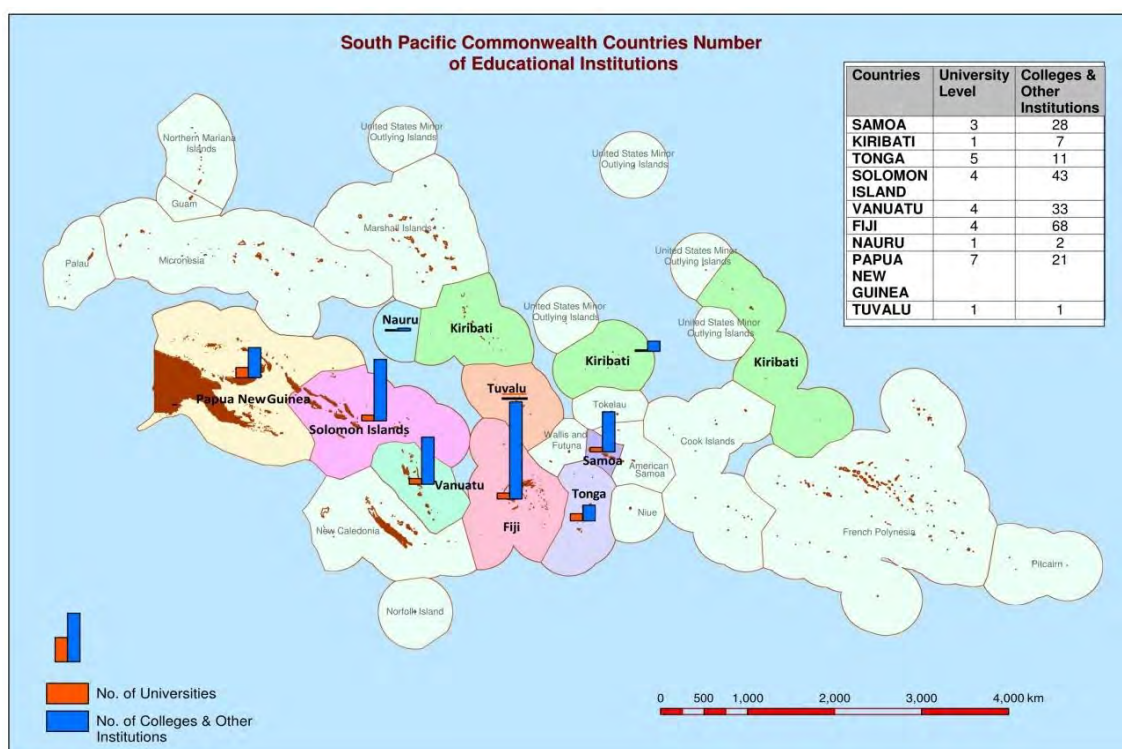 South Pacific Commonwealth Countries Number
of Educational Institutions
Countries University Level Colleges & Other Institutions
SAMOA 3 28
KIRIBATI 1 7
TONGA 5 11
SOLOMON ISLAND 4 43
VANUATU 4 33
FIJI 4 68
NAURU 1 2
PAPUA NEW GUINEA 7 21
TUVALU 1 1
Northern Mariana
Islands
United States Minor
Outlying Islands
United States Minor
Outlying Islands
Guam
Marshall Islands
Palau
Micronesia
United States Minor
Outlying Islands
Nauru
Kiribati
United States Minor
Outlying Islands
United States Minor
Outlying Islands
Kiribati
Kiribati
Papua New Guinea
Solomon Islands
Tuvalu
Tokelau
Wallis and
Futuna
Samoa
American
Samoa
Cook Islands
Vanuatu
Tonga
Niue
Fiji
New Caledonia
French Polynesia
Pitcairn
Norfolk Island
No. of Universities
No. of Colleges & Other
Institutions
0 500 1,000 2,000 3,000 4,000 km